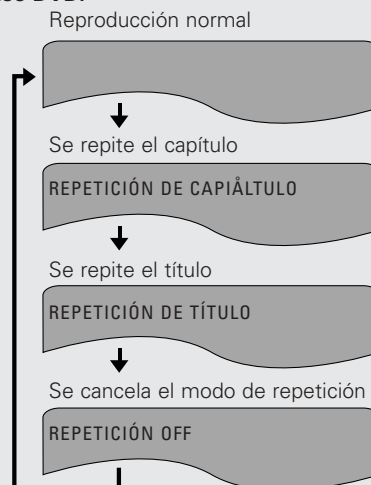 Reproducción normal
Se repite el capítulo
REPETICIÓN DE CAPIÅLTULO
Se repite el título
REPETICIÓN DE TÍTULO
Se cancela el modo de repetición
REPETICIÓN OFF